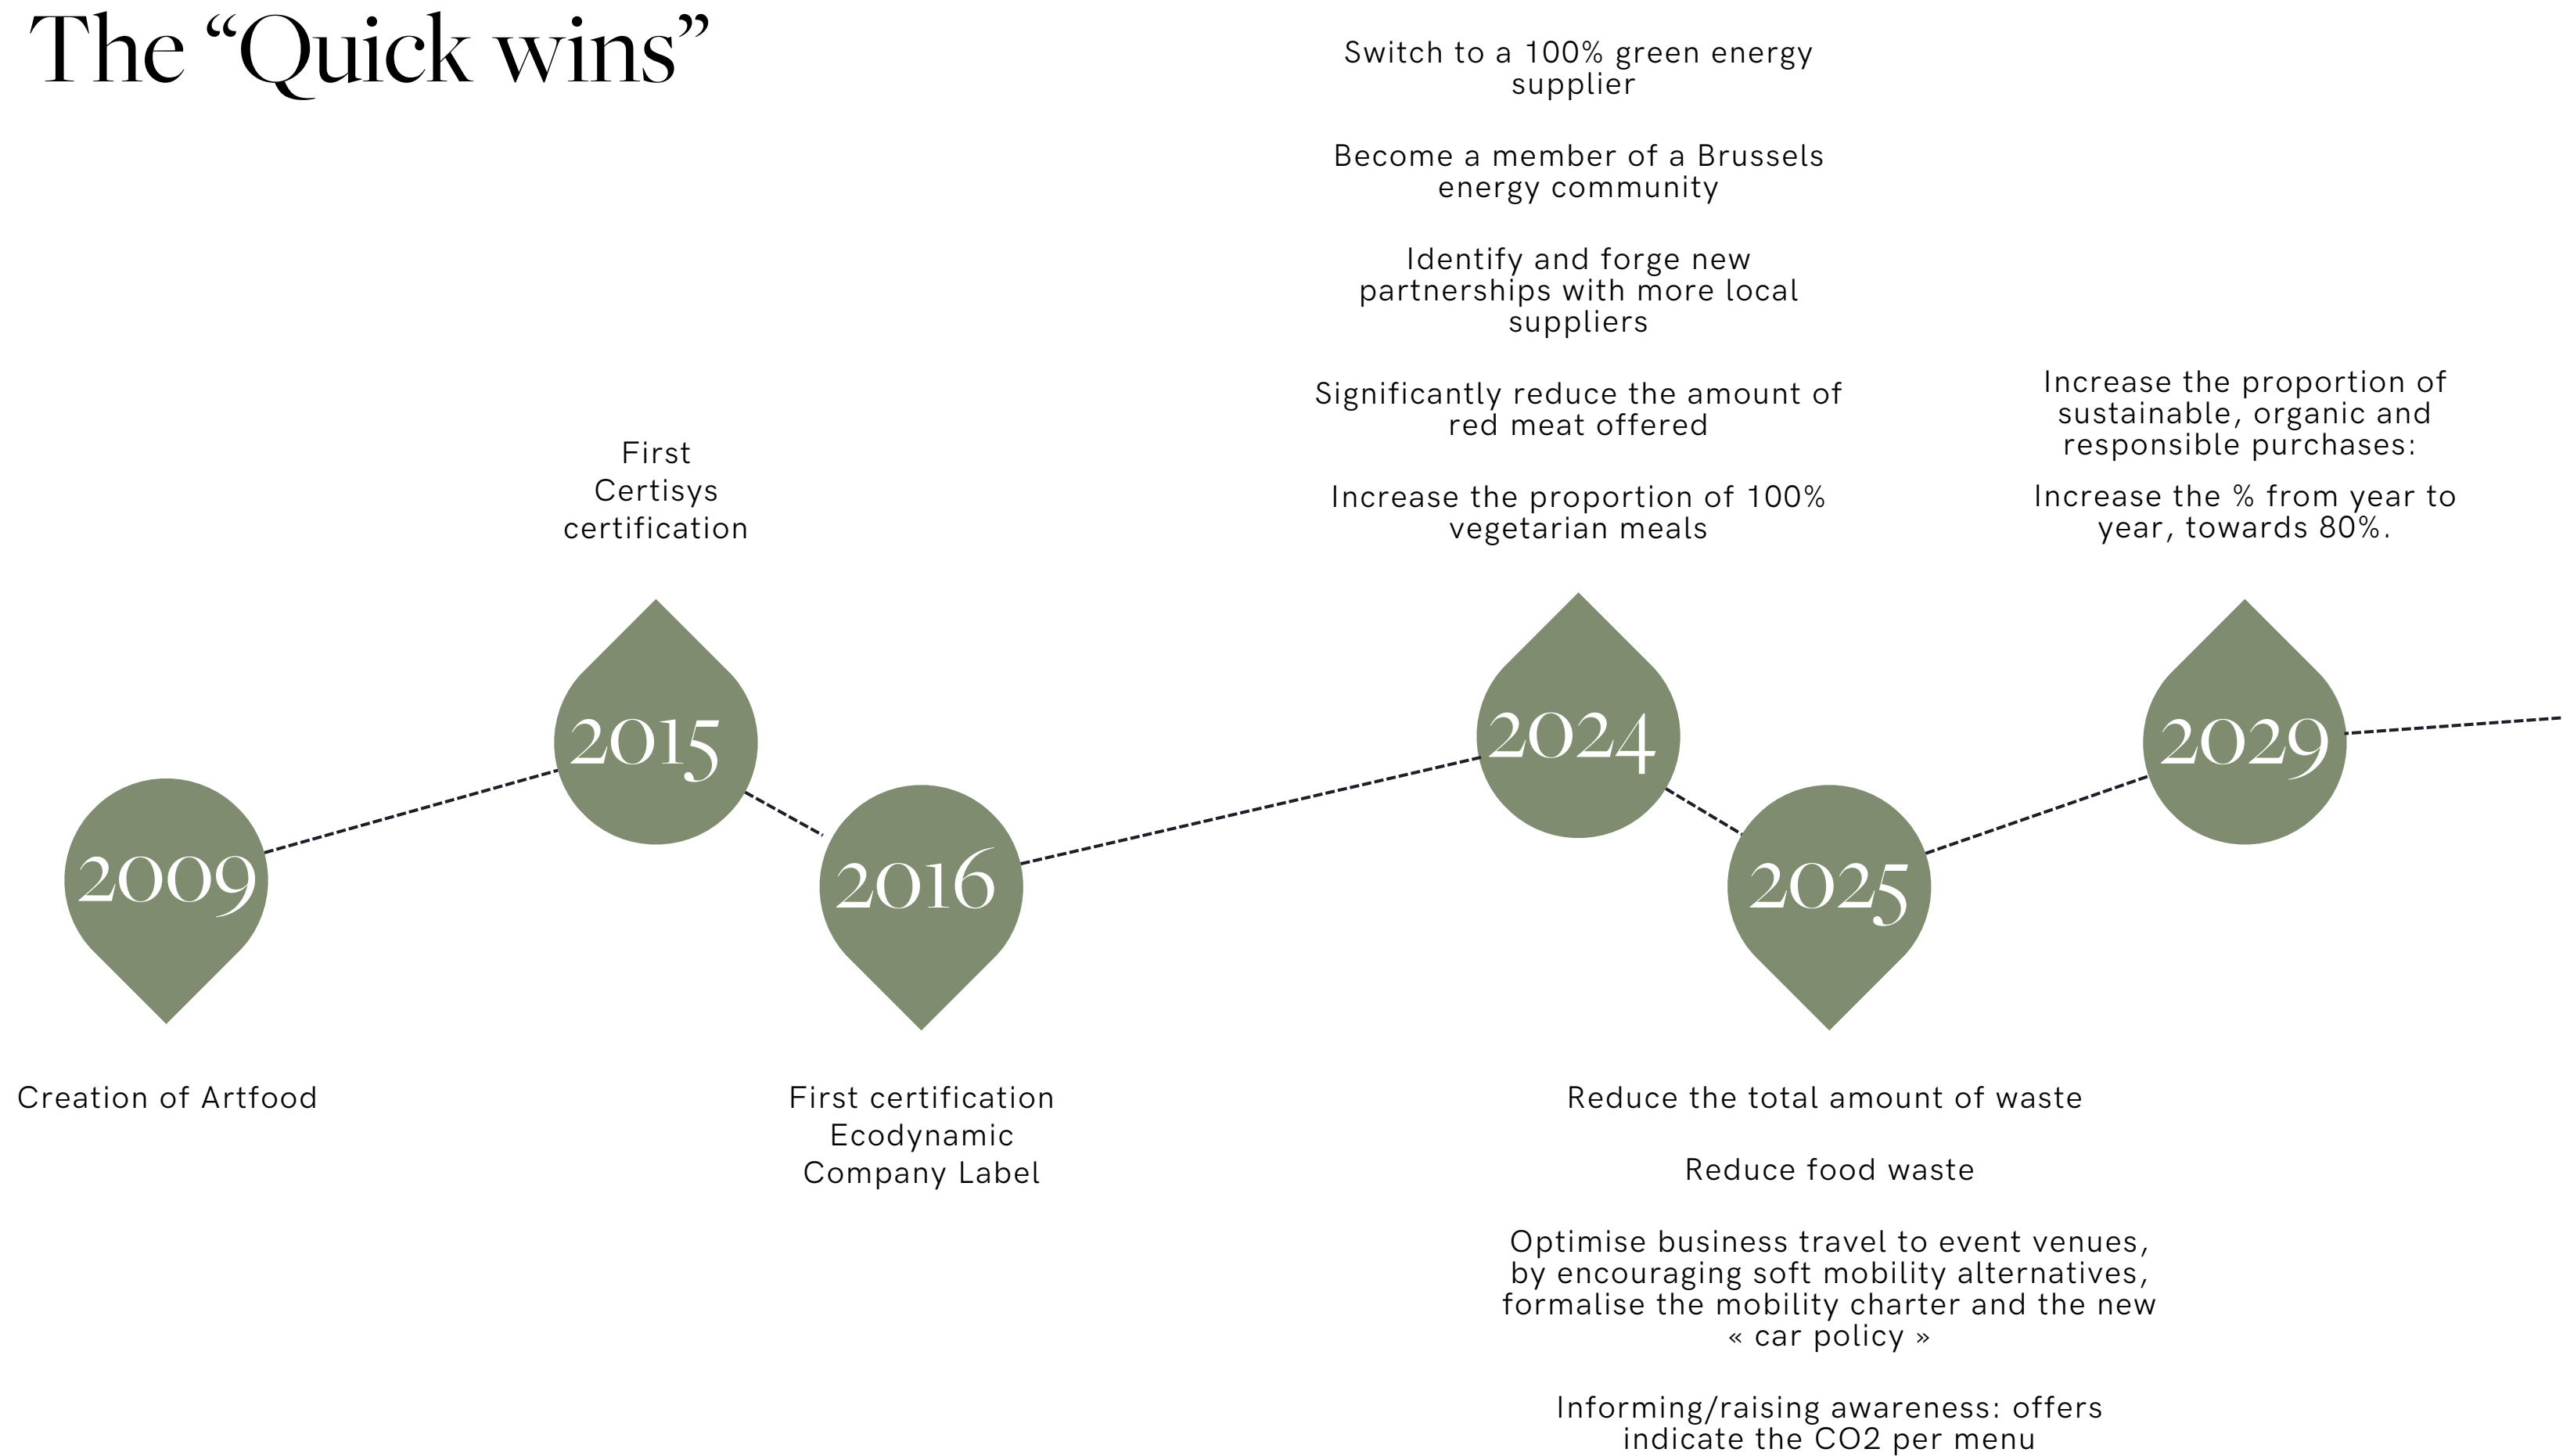 The “Quick wins”
Switch to a 100% green energy
supplier
Become a member of a Brussels
energy community
Identify and forge new
partnerships with more local
suppliers
Significantly reduce the amount of
red meat offered
Increase the proportion of 100%
vegetarian meals
Increase the proportion of
sustainable, organic and
responsible purchases:
Increase the % from year to
year, towards 80%.
First
Certisys
certification
2009
2015
2016
2024
2025
2029
Creation of Artfood
First certification
Ecodynamic
Company Label
Reduce the total amount of waste
Reduce food waste
Optimise business travel to event venues,
by encouraging soft mobility alternatives,
formalise the mobility charter and the new
« car policy »
Informing/raising awareness: offers
indicate the CO2 per menu